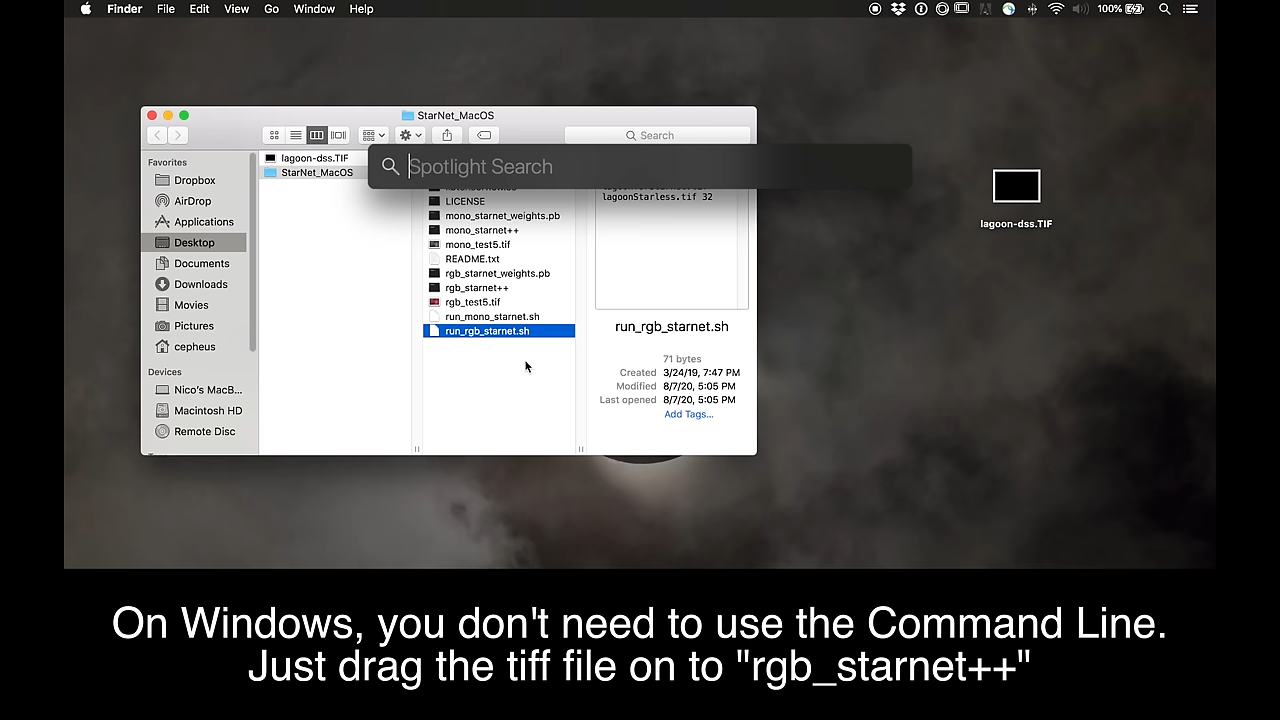 Finder File Edit View Go Window Help
100%
StarNet_MacOS
Search
Favorites
Dropbox
AirDrop
Applications
Desktop
Documents
Downloads
Movies
Pictures
cepheus
Devices
Nico's MacB...
Macintosh HD
Remote Disc
lagoon-dss.TIF
StarNet_MacOS
Spotlight Search
LICENSE
mono_starnet_weights.pb
mono_starnet++
mono_test5.tif
README.txt
rgb_starnet_weights.pb
rgb_starnet++
rgb_test5.tif
run_mono_starnet.sh
run_rgb_starnet.sh
lagoonStarless.tif 32
run_rgb_starnet.sh
71 bytes
Created 3/24/19, 7:47 PM
Modified 8/7/20, 5:05 PM
Last opened 8/7/20, 5:05 PM
Add Tags...
lagoon-dss.TIF
On Windows, you don't need to use the Command Line.
Just drag the tiff file on to "rgb_starnet++"